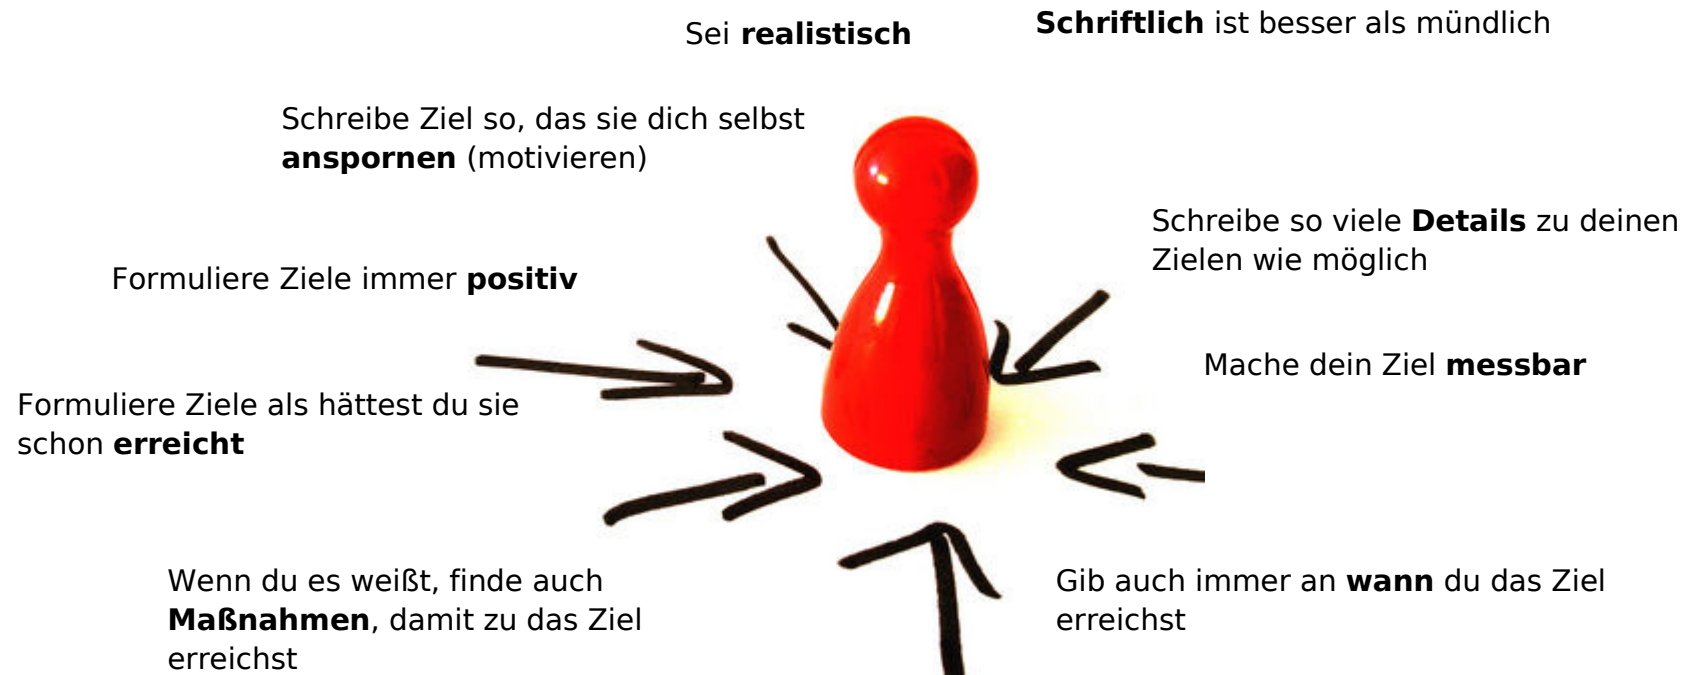 Sei realistisch
Schriftlich ist besser als mündlich
Schreibe Ziel so, das sie dich selbst
anspornen (motivieren)
Schreibe so viele Details zu deinen
Zielen wie möglich
Formuliere Ziele immer positiv
Mache dein Ziel messbar
Formuliere Ziele als hättest du sie
schon erreicht
Wenn du es weißt, finde auch
Maßnahmen, damit zu das Ziel
erreichst
Gib auch immer an wann du das Ziel
erreichst